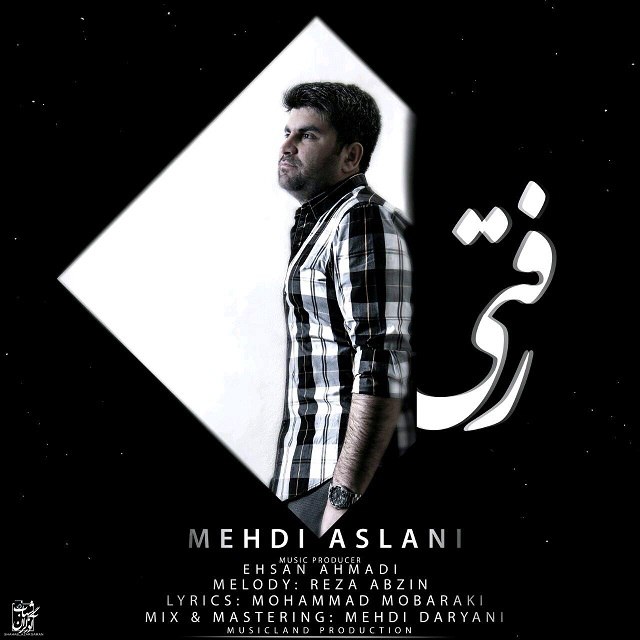 رفتی
MEHDI ASLANI
MUSIC PRODUCER
EHSAN AHMADI
MELODY: REZA ABZIN
LYRICS: MOHAMMAD MOBARAKI
MIX & MASTERING: MEHDI DARYANI
MUSICLAND PRODUCTION